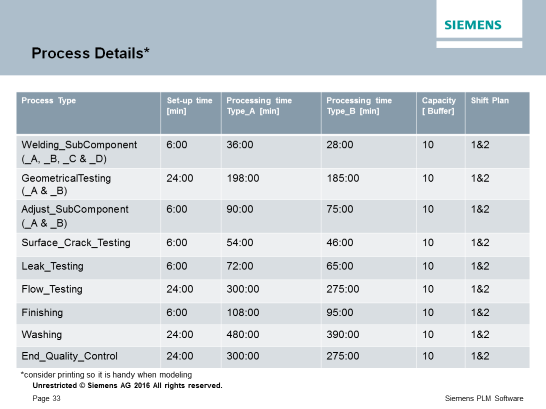 SIEMENS
Process Details*
Process Type Set-up time [min] Processing time Type_A [min] Processing time Type_B [min] Capacity [ Buffer] Shift Plan
Welding_SubComponent (_A, _B, _C & _D) 6:00 36:00 28:00 10 1&2
GeometricalTesting (_A & _B) 24:00 198:00 185:00 10 1&2
Adjust_SubComponent (_A & _B) 6:00 90:00 75:00 10 1&2
Surface_Crack_Testing 6:00 54:00 46:00 10 1&2
Leak_Testing 6:00 72:00 65:00 10 1&2
Flow_Testing 24:00 300:00 275:00 10 1&2
Finishing 6:00 108:00 95:00 10 1&2
Washing 24:00 480:00 390:00 10 1&2
End_Quality_Control 24:00 300:00 275:00 10 1&2
*consider printing so it is handy when modeling
Unrestricted © Siemens AG 2016 All rights reserved.
Page 33 Siemens PLM Software